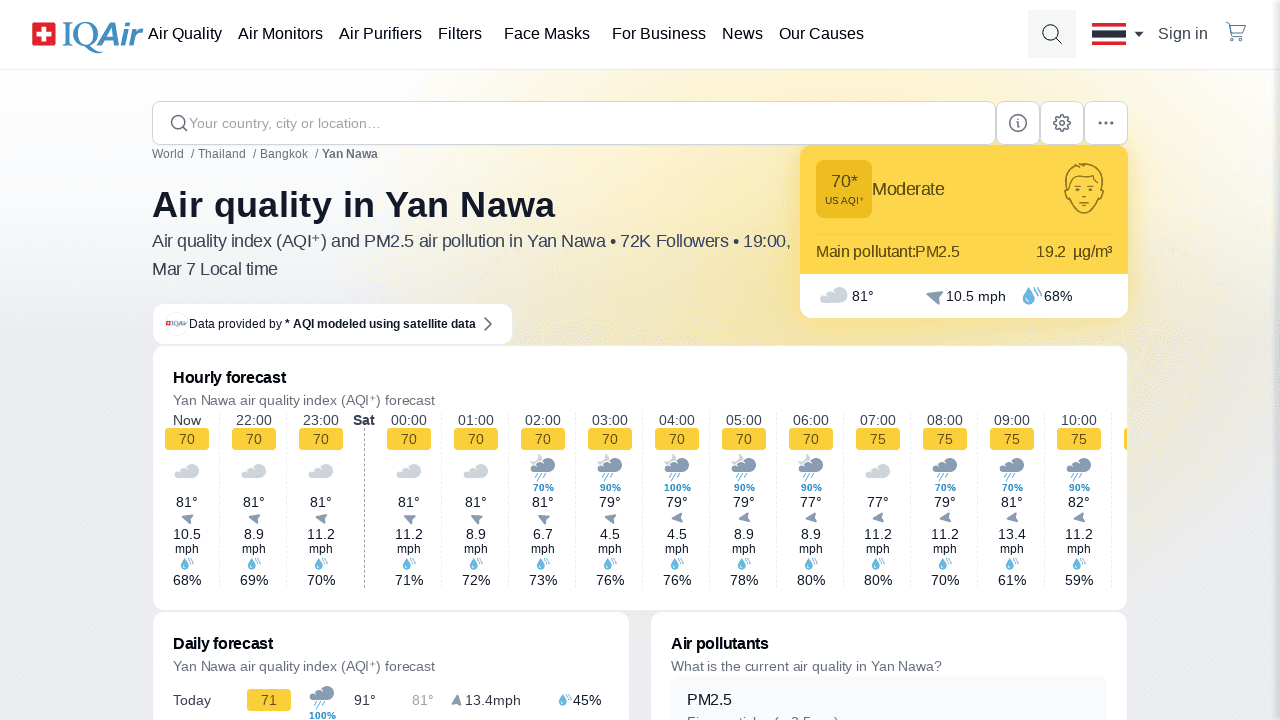 IQAir Air Quality Air Monitors Air Purifiers Filters Face Masks For Business News Our Causes Sign in
Your country, city or location…
World / Thailand / Bangkok / Yan Nawa
Air quality in Yan Nawa
Air quality index (AQI⁺) and PM2.5 air pollution in Yan Nawa • 72K Followers • 19:00,
Mar 7 Local time
70*
US AQI⁺
Moderate
Main pollutant:PM2.5 19.2 µg/m³
81° 10.5 mph 68%
IQAir Data provided by * AQI modeled using satellite data
Hourly forecast
Yan Nawa air quality index (AQI⁺) forecast
Now 22:00 23:00 Sat 00:00 01:00 02:00 03:00 04:00 05:00 06:00 07:00 08:00 09:00 10:00
70 70 70 70 70 70 70 70 70 70 75 75 75 75
70% 90% 100% 90% 90% 70% 70% 90%
81° 81° 81° 81° 81° 81° 79° 79° 79° 77° 77° 79° 81° 82°
10.5 8.9 11.2 11.2 8.9 6.7 4.5 4.5 8.9 8.9 11.2 11.2 13.4 11.2
mph mph mph mph mph mph mph mph mph mph mph mph mph mph
68% 69% 70% 71% 72% 73% 76% 76% 78% 80% 80% 70% 61% 59%
Daily forecast
Yan Nawa air quality index (AQI⁺) forecast
Today 71 91° 81° 13.4mph 45%
100%
Air pollutants
What is the current air quality in Yan Nawa?
PM2.5